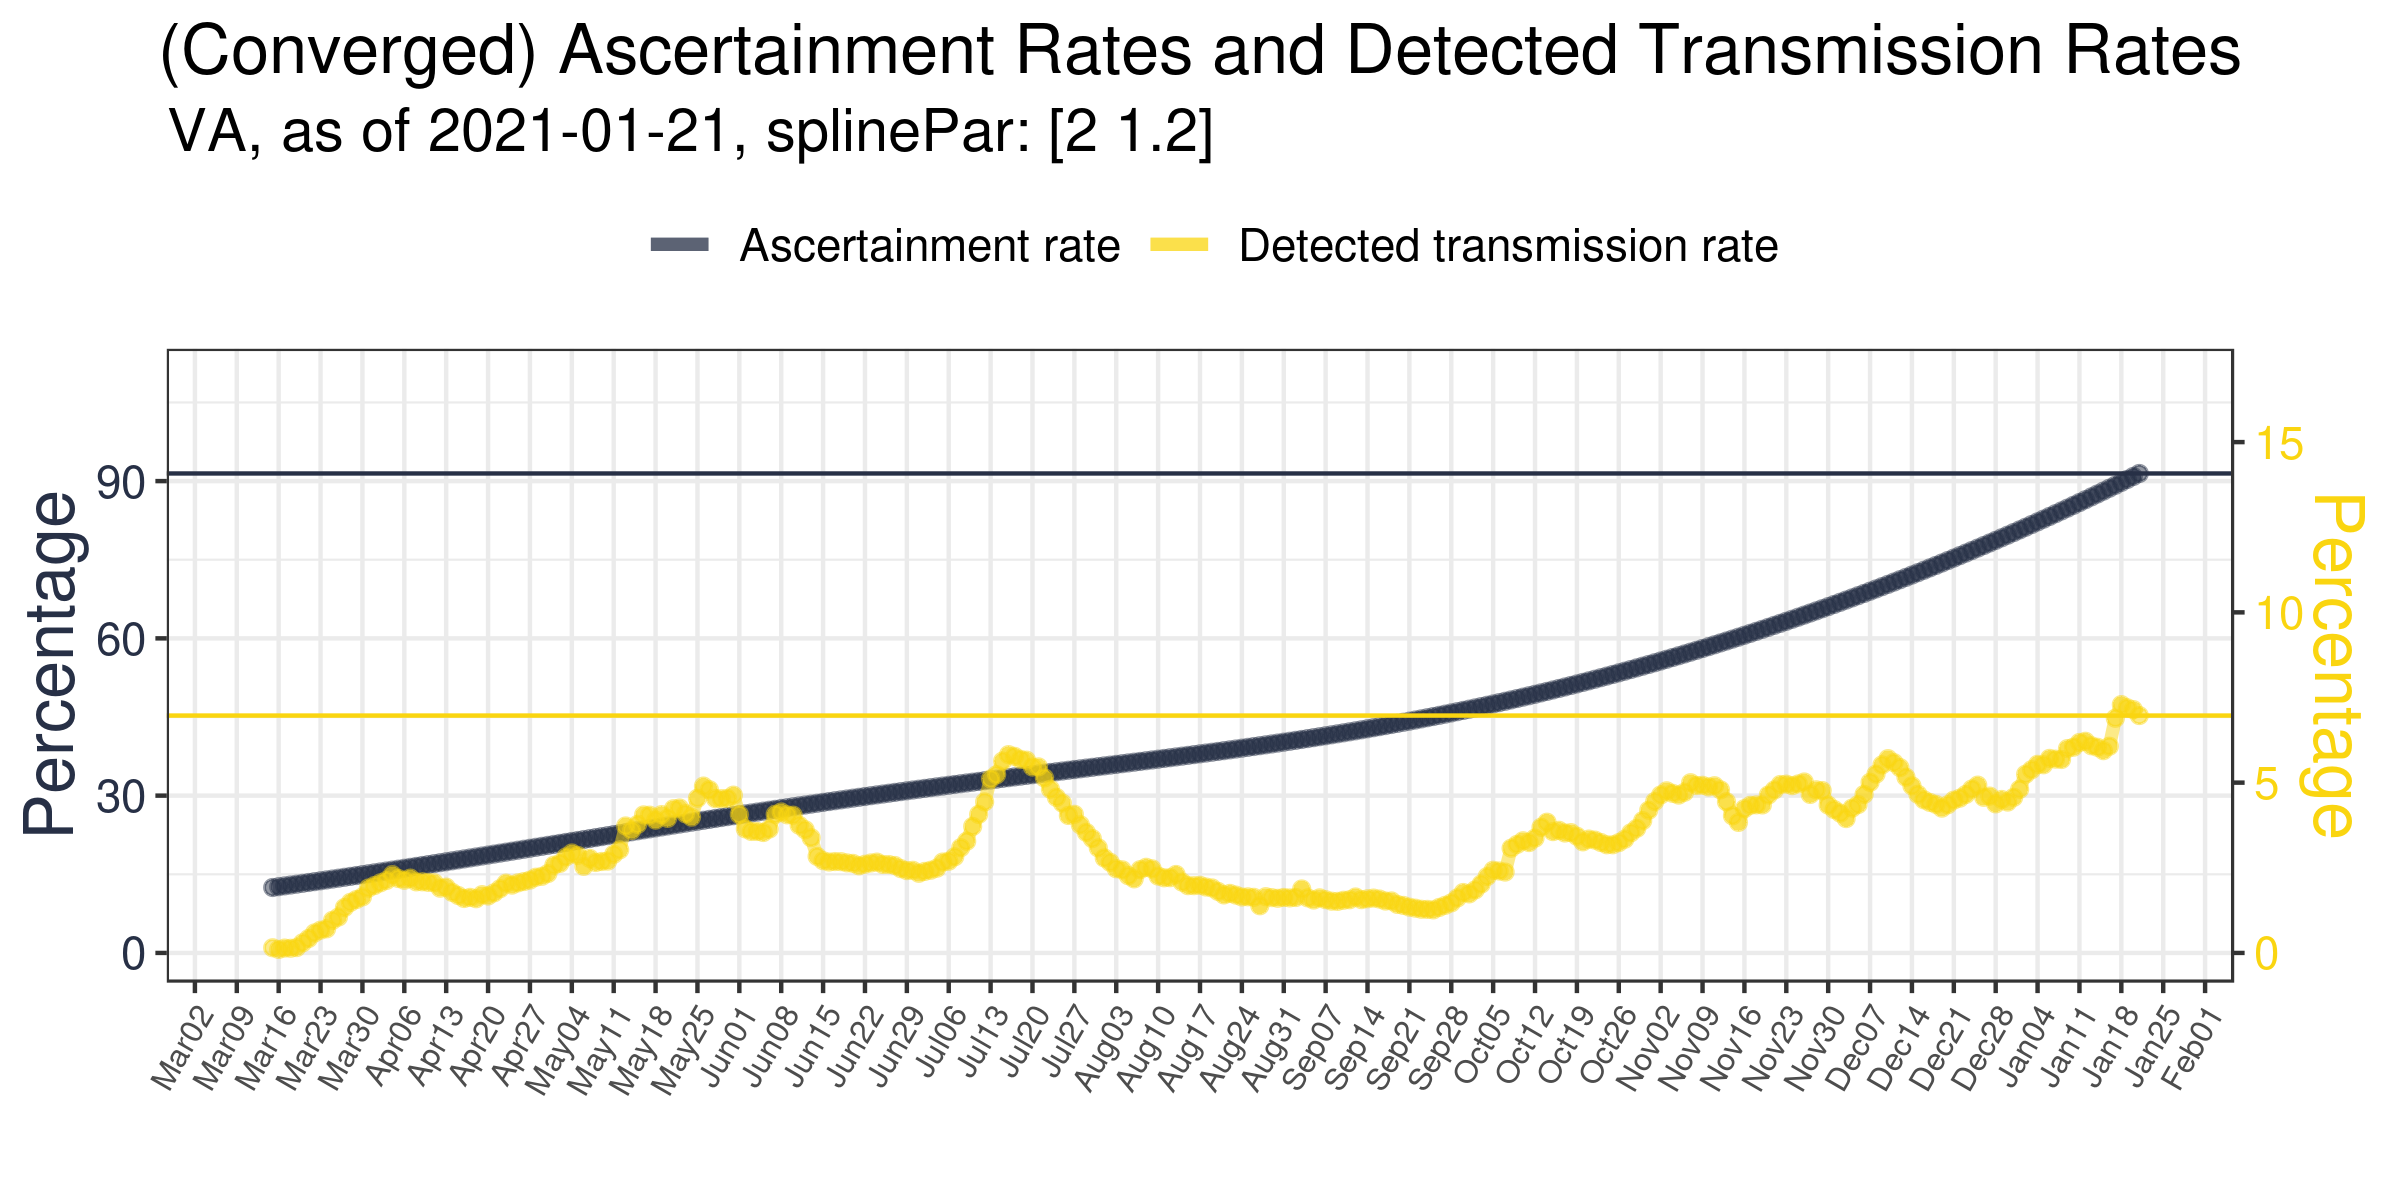 (Converged) Ascertainment Rates and Detected Transmission Rates
VA, as of 2021-01-21, splinePar: [2 1.2]
Ascertainment rate Detected transmission rate
Percentage
90
60
30
0
15
10
5
0
Percentage
Mar02 Mar09 Mar16 Mar23 Mar30 Apr06 Apr13 Apr20 Apr27 May04 May11 May18 May25 Jun01 Jun08 Jun15 Jun22 Jun29 Jul06 Jul13 Jul20 Jul27 Aug03 Aug10 Aug17 Aug24 Aug31 Sep07 Sep14 Sep21 Sep28 Oct05 Oct12 Oct19 Oct26 Nov02 Nov09 Nov16 Nov23 Nov30 Dec07 Dec14 Dec21 Dec28 Jan04 Jan11 Jan18 Jan25 Feb01